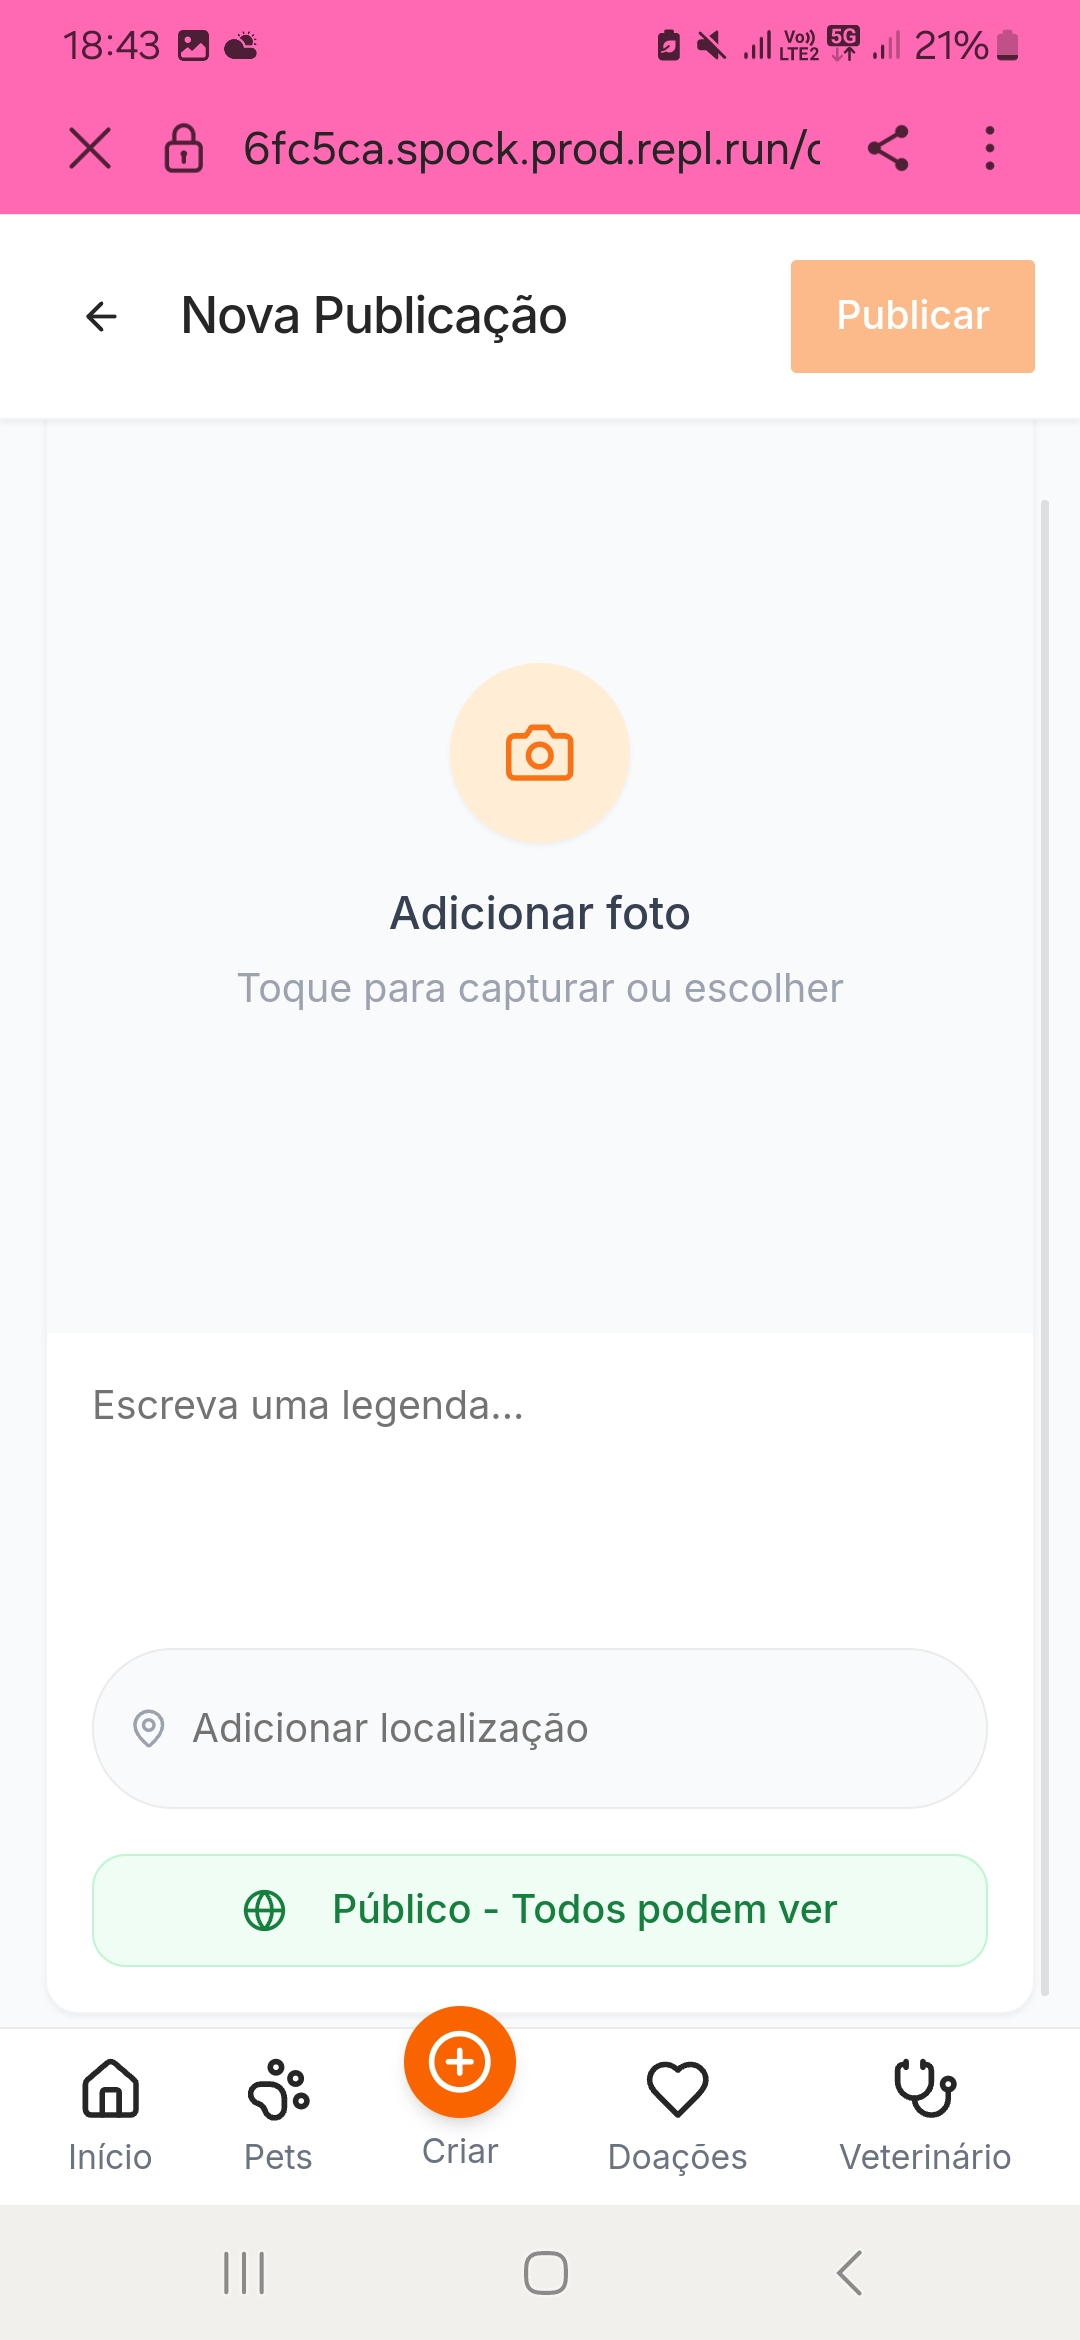 18:43
Vo)) LTE2 5G 21%
6fc5ca.spock.prod.repl.run/
Nova Publicação
Publicar
Adicionar foto
Toque para capturar ou escolher
Escreva uma legenda...
Adicionar localização
Público - Todos podem ver
Início Pets Criar Doações Veterinário